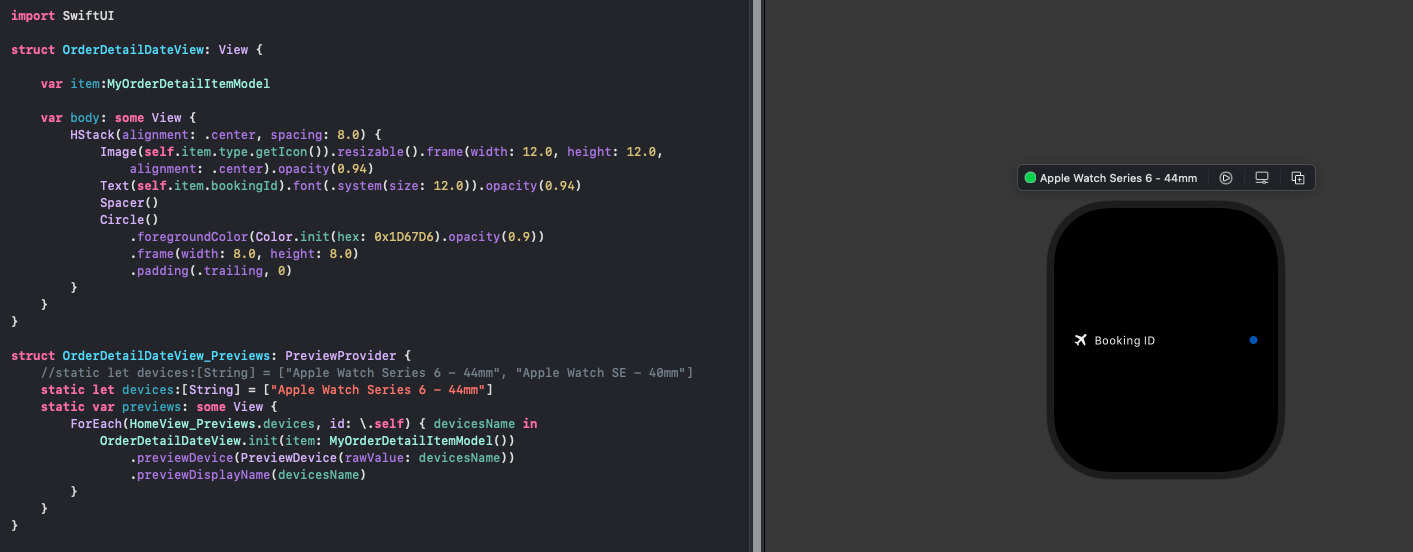 import SwiftUI
struct OrderDetailDateView: View {
var item:MyOrderDetailItemModel
var body: some View {
HStack(alignment: .center, spacing: 8.0) {
Image(self.item.type.getIcon()).resizable().frame(width: 12.0, height: 12.0,
alignment: .center).opacity(0.94)
Text(self.item.bookingId).font(.system(size: 12.0)).opacity(0.94)
Spacer()
Circle()
.foregroundColor(Color.init(hex: 0x1D67D6).opacity(0.9))
.frame(width: 8.0, height: 8.0)
.padding(.trailing, 0)
}
}
}
struct OrderDetailDateView_Previews: PreviewProvider {
//static let devices:[String] = ["Apple Watch Series 6 - 44mm", "Apple Watch SE - 40mm"]
static let devices:[String] = ["Apple Watch Series 6 - 44mm"]
static var previews: some View {
ForEach(HomeView_Previews.devices, id: \.self) { devicesName in
OrderDetailDateView.init(item: MyOrderDetailItemModel())
.previewDevice(PreviewDevice(rawValue: devicesName))
.previewDisplayName(devicesName)
}
}
}
Apple Watch Series 6 - 44mm
Booking ID